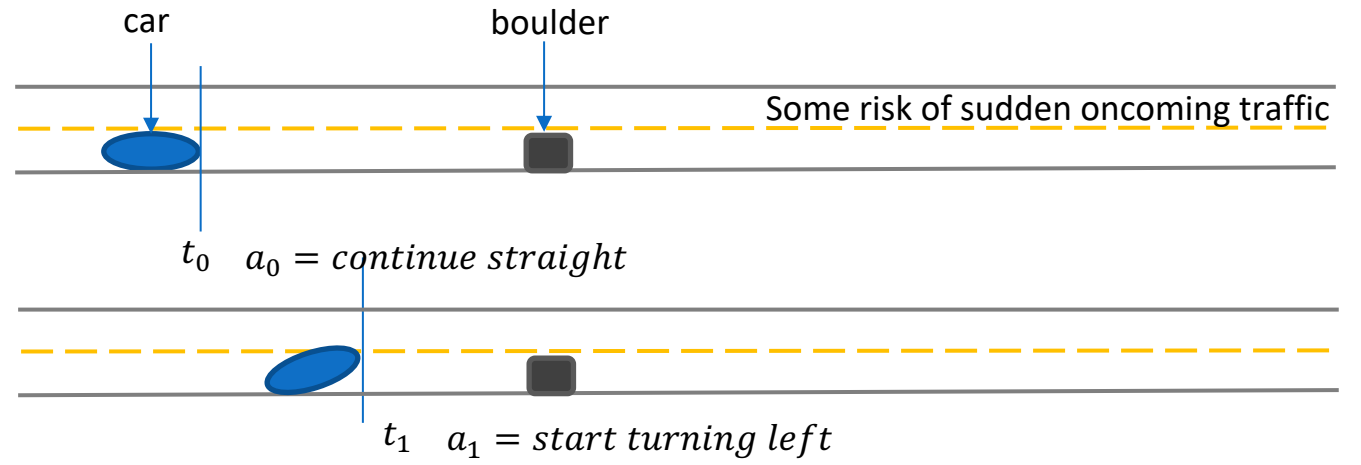 car boulder
Some risk of sudden oncoming traffic
t₀ a₀ = continue straight
t₁ a₁ = start turning left